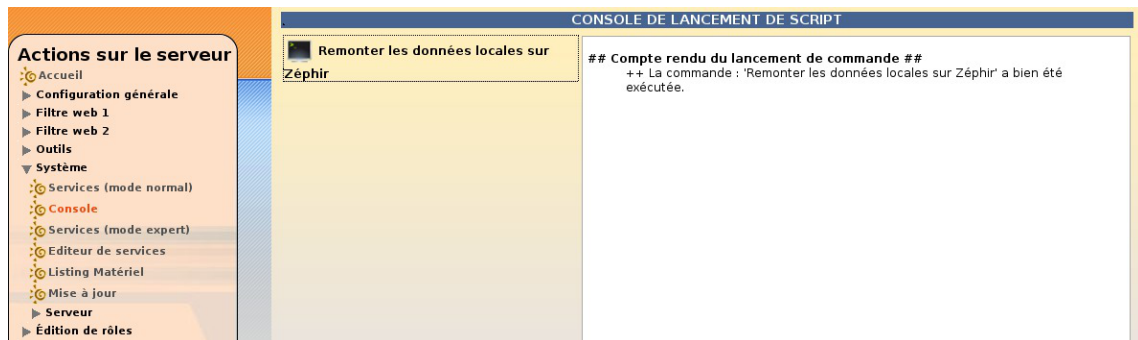 CONSOLE DE LANCEMENT DE SCRIPT
Actions sur le serveur
Accueil
Configuration générale
Filtre web 1
Filtre web 2
Outils
Système
Services (mode normal)
Console
Services (mode expert)
Editeur de services
Listing Matériel
Mise à jour
Serveur
Édition de rôles
Remonter les données locales sur
Zéphir
## Compte rendu du lancement de commande ##
++ La commande : 'Remonter les données locales sur Zéphir' a bien été
exécutée.